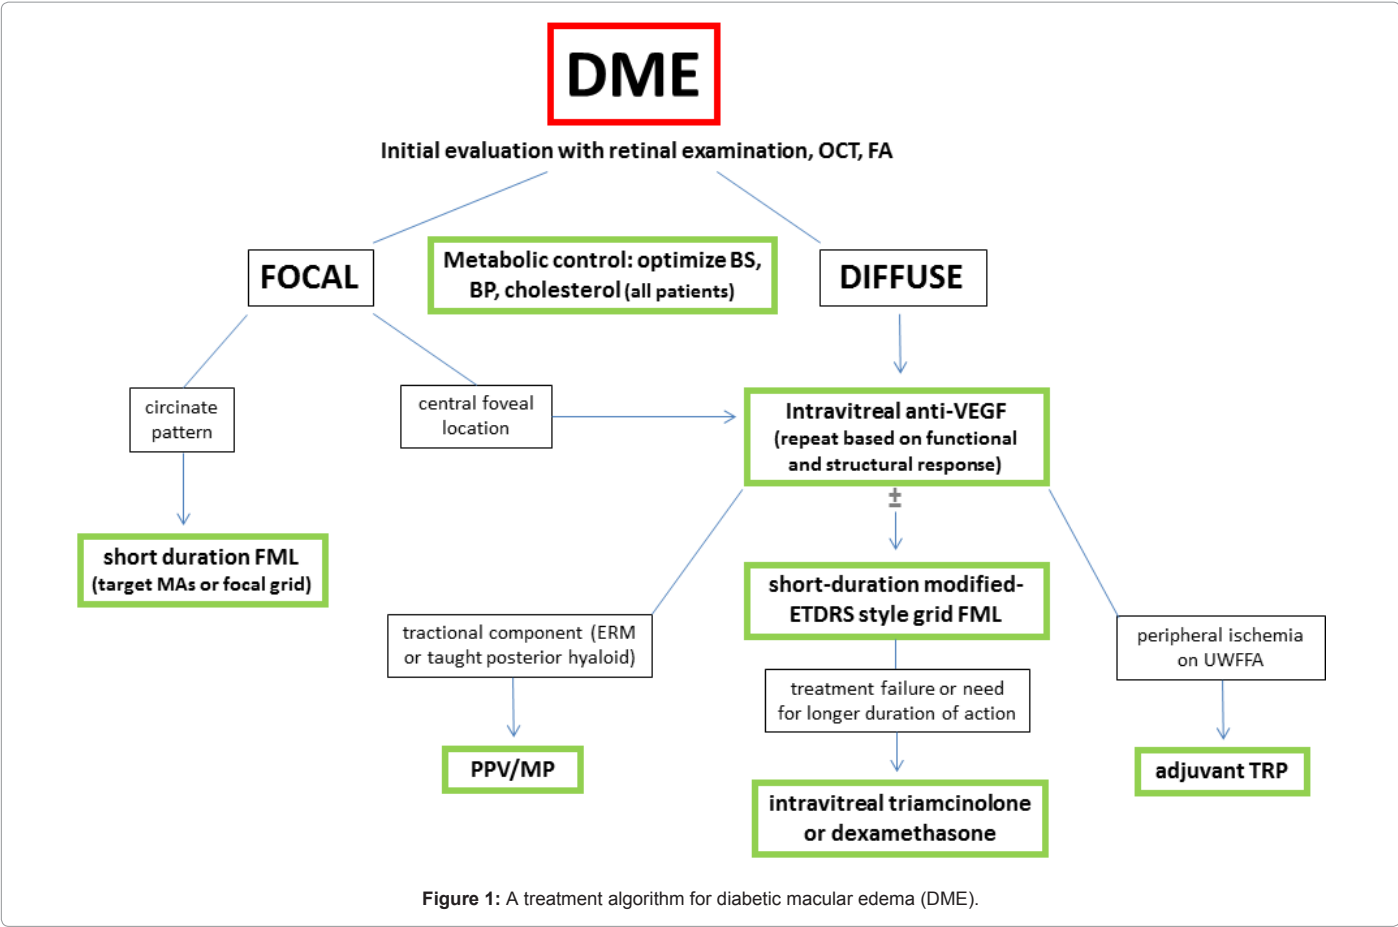 DME
Initial evaluation with retinal examination, OCT, FA
FOCAL
Metabolic control: optimize BS,
BP, cholesterol (all patients)
DIFFUSE
circinate
pattern
central foveal
location
Intravitreal anti-VEGF
(repeat based on functional
and structural response)
±
short duration FML
(target MAs or focal grid)
short-duration modified-
ETDRS style grid FML
tractional component (ERM
or taught posterior hyaloid)
peripheral ischemia
on UWFFA
treatment failure or need
for longer duration of action
PPV/MP
adjuvant TRP
intravitreal triamcinolone
or dexamethasone
Figure 1: A treatment algorithm for diabetic macular edema (DME).